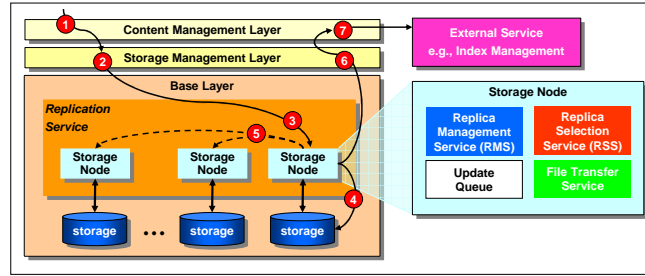 1
Content Management Layer
7
External Service
e.g., Index Management
2
Storage Management Layer
6
Base Layer
Storage Node
Replication
Service
3
5
Replica
Management
Service (RMS)
Replica
Selection
Service (RSS)
Storage
Node
Storage
Node
Storage
Node
Update
Queue
File Transfer
Service
4
storage
...
storage
storage